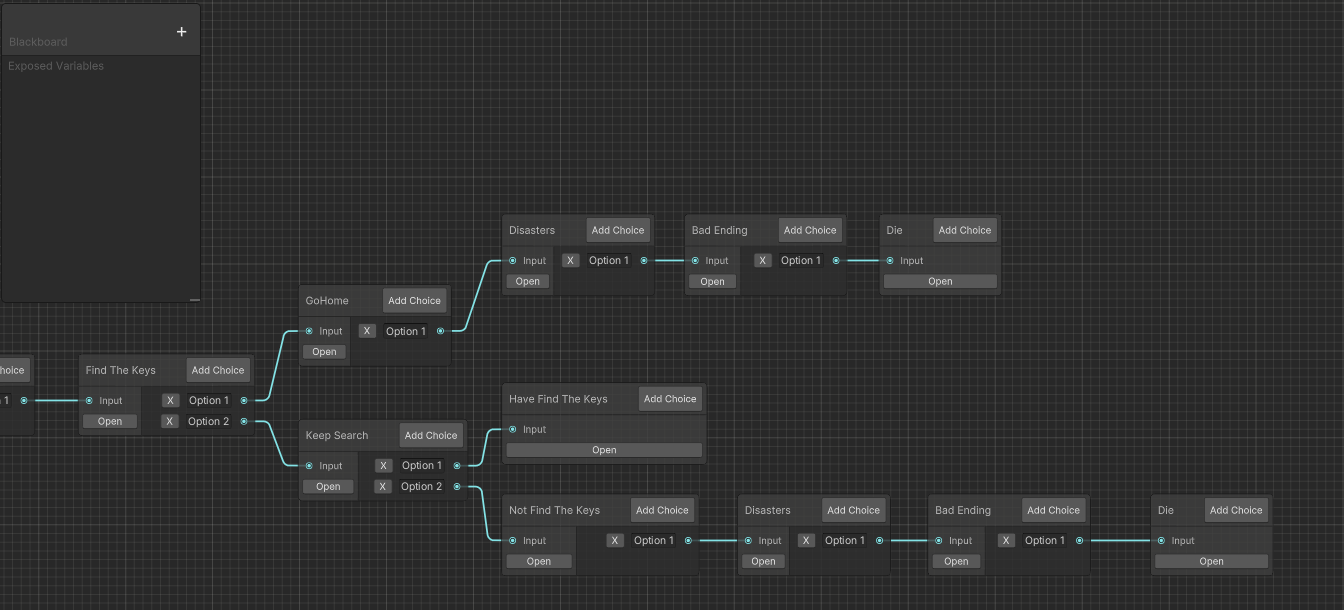 +
Blackboard
Exposed Variables
Disasters Add Choice
Input X Option 1
Open
Bad Ending Add Choice
Input X Option 1
Open
Die Add Choice
Input
Open
GoHome Add Choice
Input X Option 1
Open
hoice
1
Find The Keys Add Choice
Input X Option 1
Open X Option 2
Have Find The Keys Add Choice
Input
Open
Keep Search Add Choice
Input X Option 1
Open X Option 2
Not Find The Keys Add Choice
Input X Option 1
Open
Disasters Add Choice
Input X Option 1
Open
Bad Ending Add Choice
Input X Option 1
Open
Die Add Choice
Input
Open